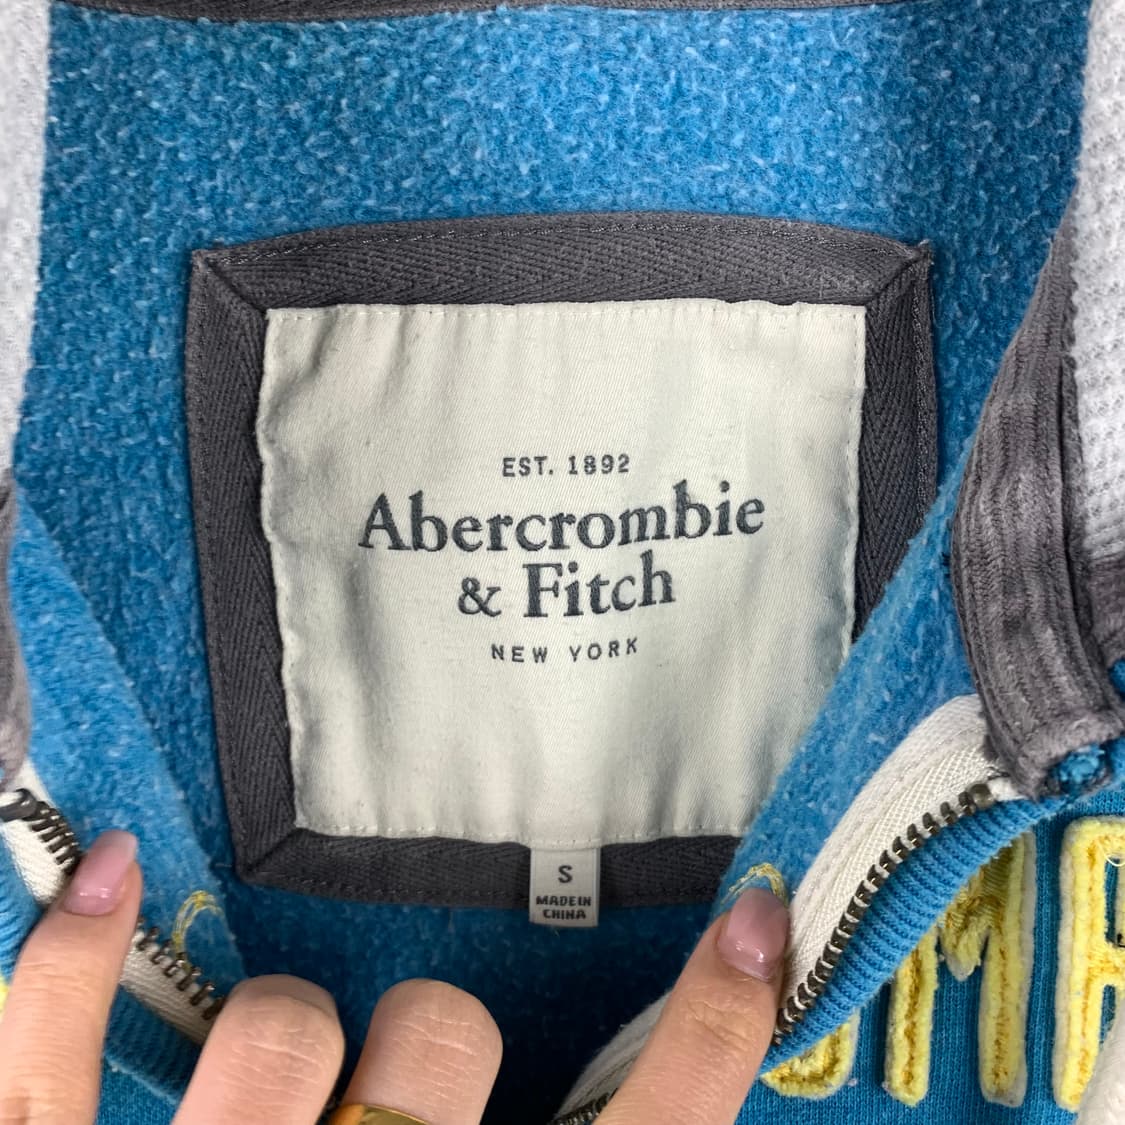 EST. 1892
Abercrombie
& Fitch
NEW YORK
S
MADE IN
CHINA